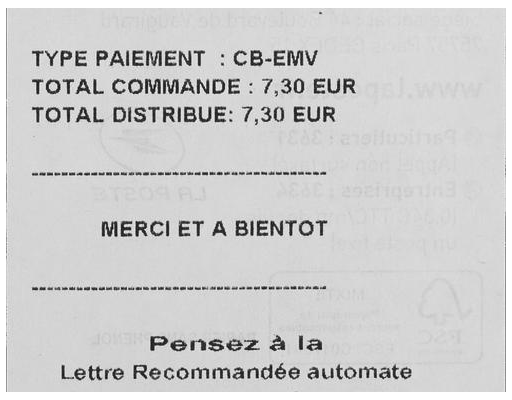 TYPE PAIEMENT : CB-EMV
TOTAL COMMANDE : 7,30 EUR
TOTAL DISTRIBUE: 7,30 EUR
----------------------------------------
MERCI ET A BIENTOT
----------------------------------------
Pensez à la
Lettre Recommandée automate